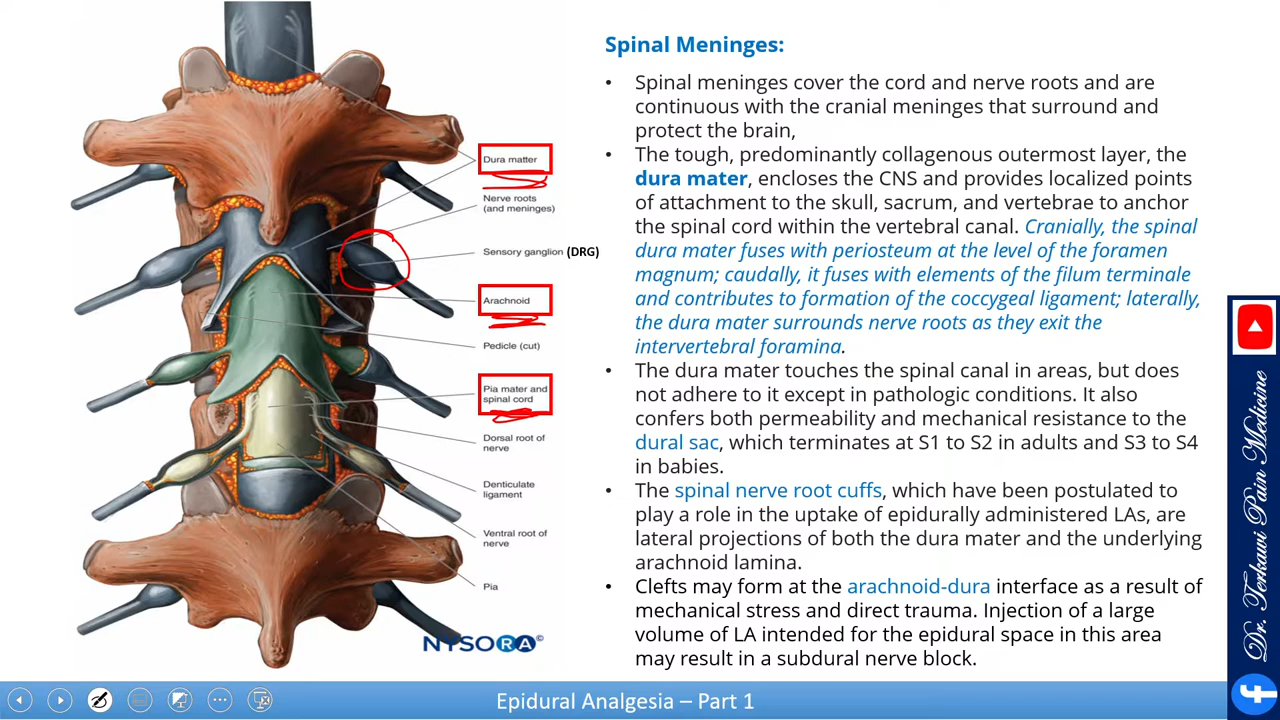 Dura matter
Nerve roots
(and meninges)
Sensory ganglion (DRG)
Arachnoid
Pedicle (cut)
Pia mater and
spinal cord
Dorsal root of
nerve
Denticulate
ligament
Ventral root of
nerve
Pia
NYSORA©
Spinal Meninges:
• Spinal meninges cover the cord and nerve roots and are
continuous with the cranial meninges that surround and
protect the brain,
• The tough, predominantly collagenous outermost layer, the
dura mater, encloses the CNS and provides localized points
of attachment to the skull, sacrum, and vertebrae to anchor
the spinal cord within the vertebral canal. Cranially, the spinal
dura mater fuses with periosteum at the level of the foramen
magnum; caudally, it fuses with elements of the filum terminale
and contributes to formation of the coccygeal ligament; laterally,
the dura mater surrounds nerve roots as they exit the
intervertebral foramina.
• The dura mater touches the spinal canal in areas, but does
not adhere to it except in pathologic conditions. It also
confers both permeability and mechanical resistance to the
dural sac, which terminates at S1 to S2 in adults and S3 to S4
in babies.
• The spinal nerve root cuffs, which have been postulated to
play a role in the uptake of epidurally administered LAs, are
lateral projections of both the dura mater and the underlying
arachnoid lamina.
• Clefts may form at the arachnoid-dura interface as a result of
mechanical stress and direct trauma. Injection of a large
volume of LA intended for the epidural space in this area
may result in a subdural nerve block.
Dr. Terkawi Pain Medicine
Epidural Analgesia – Part 1